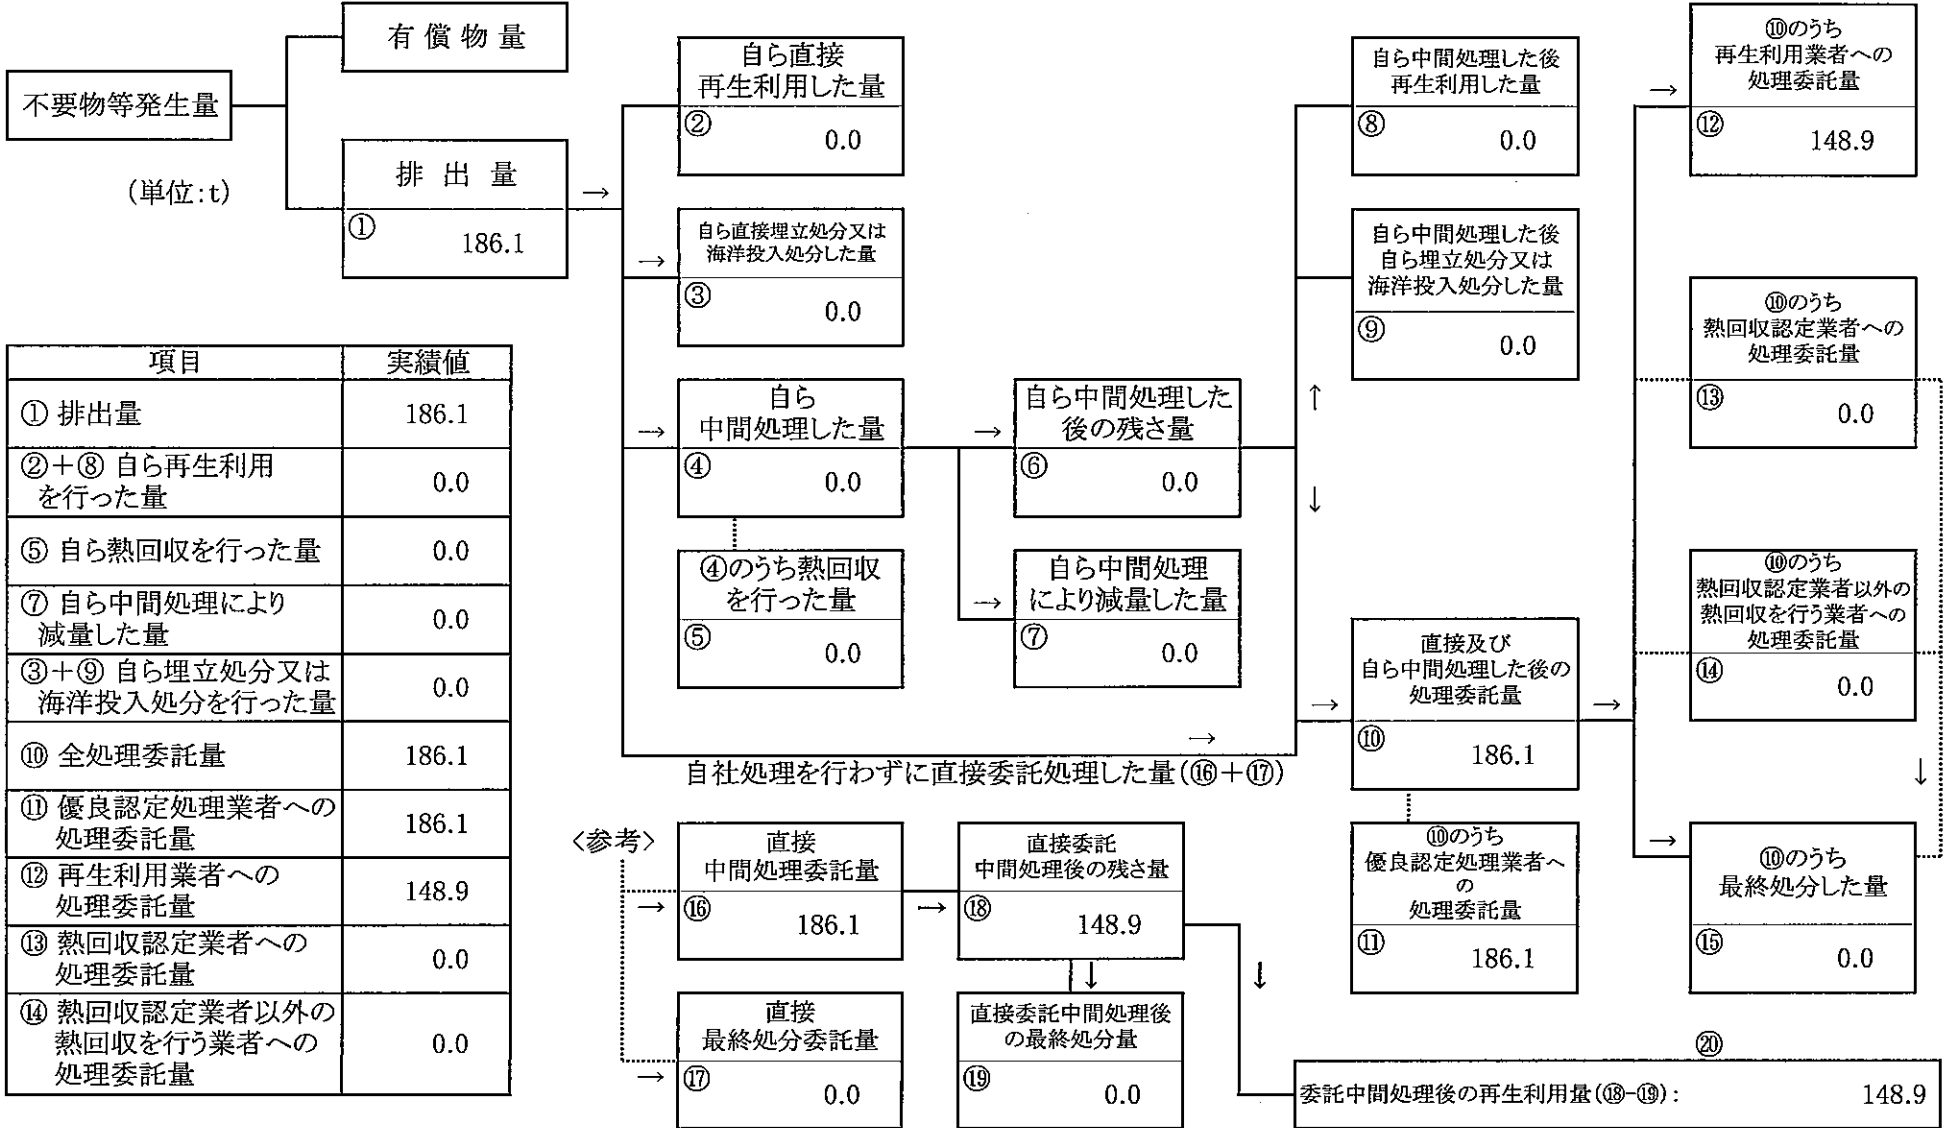 不要物等発生量
(単位:t)
有償物量
排出量
①
186.1
自ら直接
再生利用した量
②
0.0
自ら直接埋立処分又は
海洋投入処分した量
③
0.0
自ら
中間処理した量
④
0.0
④のうち熱回収
を行った量
⑤
0.0
自ら中間処理した
後の残さ量
⑥
0.0
自ら中間処理
により減量した量
⑦
0.0
自ら中間処理した後
再生利用した量
⑧
0.0
自ら中間処理した後
自ら埋立処分又は
海洋投入処分した量
⑨
0.0
直接及び
自ら中間処理した後の
処理委託量
⑩
186.1
⑩のうち
優良認定処理業者へ
の
処理委託量
⑪
186.1
⑩のうち
再生利用業者への
処理委託量
⑫
148.9
⑩のうち
熱回収認定業者への
処理委託量
⑬
0.0
⑩のうち
熱回収認定業者以外の
熱回収を行う業者への
処理委託量
⑭
0.0
⑩のうち
最終処分した量
⑮
0.0
自社処理を行わずに直接委託処理した量(⑯+⑰)
<参考>
直接
中間処理委託量
⑯
186.1
直接
最終処分委託量
⑰
0.0
直接委託
中間処理後の残さ量
⑱
148.9
直接委託中間処理後
の最終処分量
⑲
0.0
⑳
委託中間処理後の再生利用量(⑱-⑲): 148.9
項目 実績値
① 排出量 186.1
②+⑧ 自ら再生利用
を行った量 0.0
⑤ 自ら熱回収を行った量 0.0
⑦ 自ら中間処理により
減量した量 0.0
③+⑨ 自ら埋立処分又は
海洋投入処分を行った量 0.0
⑩ 全処理委託量 186.1
⑪ 優良認定処理業者への
処理委託量 186.1
⑫ 再生利用業者への
処理委託量 148.9
⑬ 熱回収認定業者への
処理委託量 0.0
⑭ 熱回収認定業者以外の
熱回収を行う業者への
処理委託量 0.0